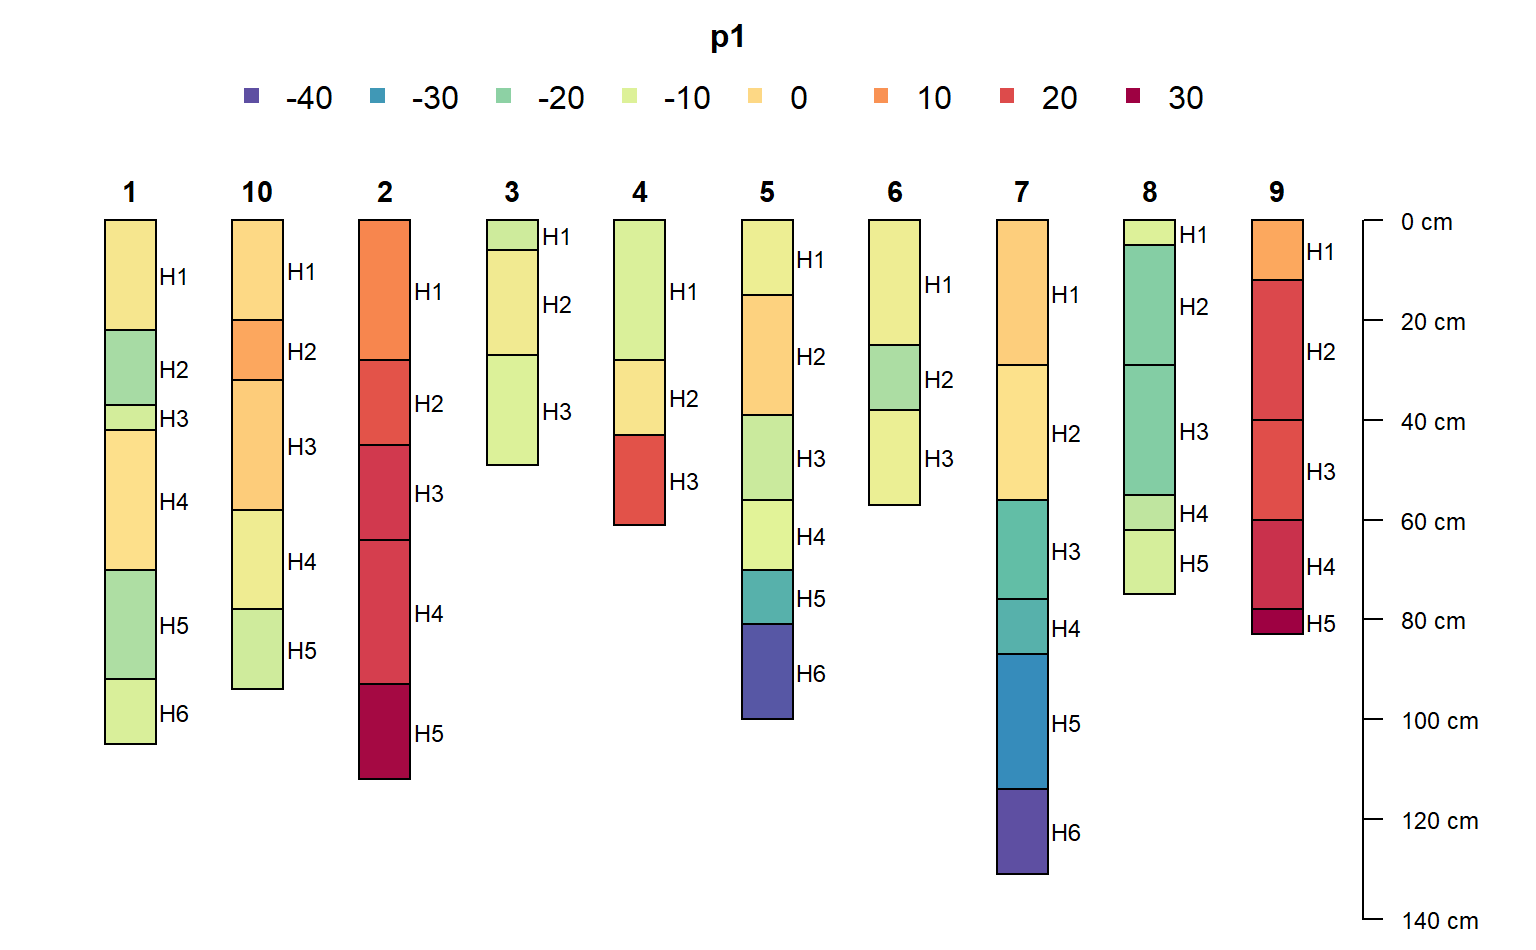 p1
-40 -30 -20 -10 0 10 20 30
1 10 2 3 4 5 6 7 8 9
H1 H2 H3 H4 H5 H6
H1 H2 H3 H4 H5
H1 H2 H3 H4 H5
H1 H2 H3
H1 H2 H3
H1 H2 H3 H4 H5 H6
H1 H2 H3
H1 H2 H3 H4 H5 H6
H1 H2 H3 H4 H5
H1 H2 H3 H4 H5
0 cm
20 cm
40 cm
60 cm
80 cm
100 cm
120 cm
140 cm